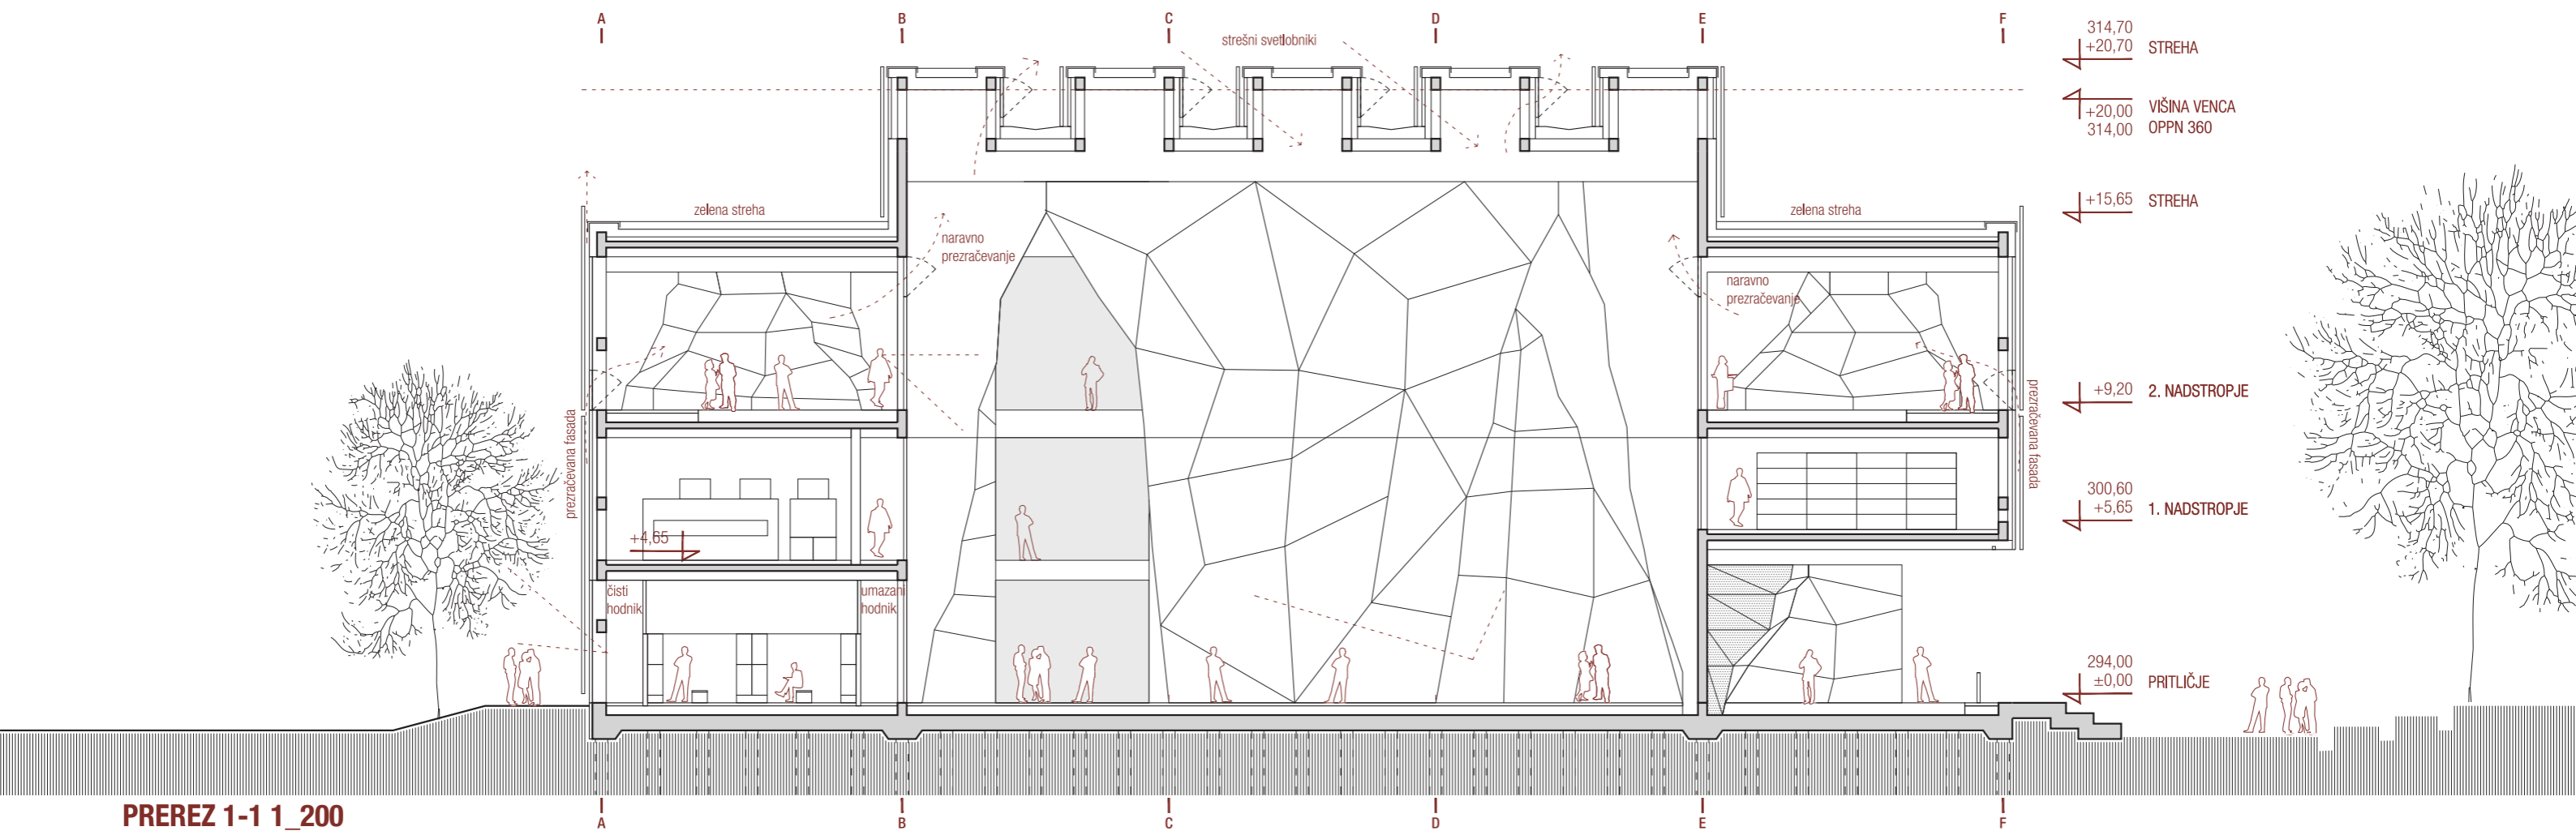 A B C D E F
strešni svetlobniki
314,70
+20,70 STREHA
+20,00 VIŠINA VENCA
314,00 OPPN 360
zelena streha
zelena streha
+15,65 STREHA
naravno
prezračevanje
naravno
prezračevanje
prezračevana fasada
prezračevana fasada
+9,20 2. NADSTROPJE
300,60
+5,65 1. NADSTROPJE
+4,65
čisti
hodnik
umazani
hodnik
294,00
±0,00 PRITLIČJE
PREREZ 1-1 1_200
A B C D E F